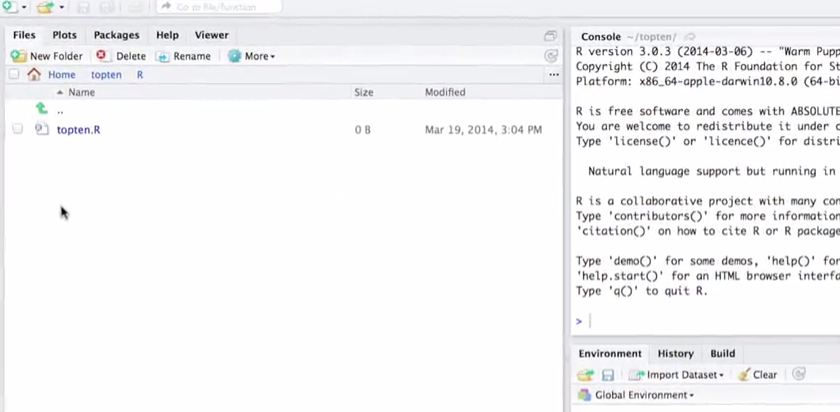 Go to file/function
Files Plots Packages Help Viewer
New Folder Delete Rename More
Home topten R
Name Size Modified
..
topten.R 0 B Mar 19, 2014, 3:04 PM
Console ~/topten/
R version 3.0.3 (2014-03-06) -- "Warm Pupp
Copyright (C) 2014 The R Foundation for St
Platform: x86_64-apple-darwin10.8.0 (64-bi
R is free software and comes with ABSOLUTE
You are welcome to redistribute it under c
Type 'license()' or 'licence()' for distri
Natural language support but running in
R is a collaborative project with many con
Type 'contributors()' for more information
'citation()' on how to cite R or R package
Type 'demo()' for some demos, 'help()' for
'help.start()' for an HTML browser interfa
Type 'q()' to quit R.
>
Environment History Build
Import Dataset Clear
Global Environment